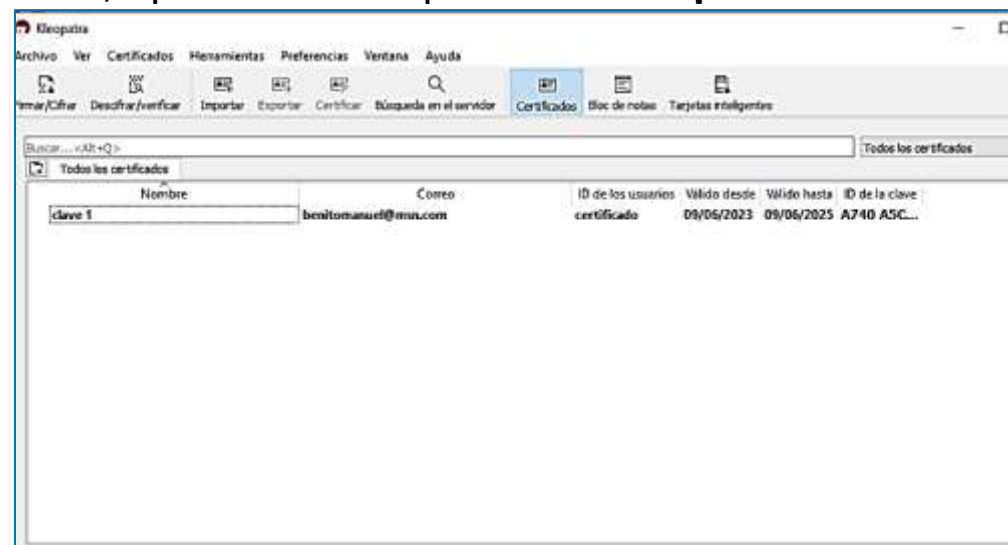 Kleopatra
Archivo Ver Certificados Herramientas Preferencias Ventana Ayuda
Firmar/Cifrar Descifrar/verificar Importar Exportar Certificar Búsqueda en el servidor Certificados Bloc de notas Tarjetas inteligentes
Buscar... <Alt+Q> Todos los certificados
Todos los certificados
Nombre Correo ID de los usuarios Válido desde Válido hasta ID de la clave
clave 1 benitomanuel@msn.com certificado 09/06/2023 09/06/2025 A740 A5C...